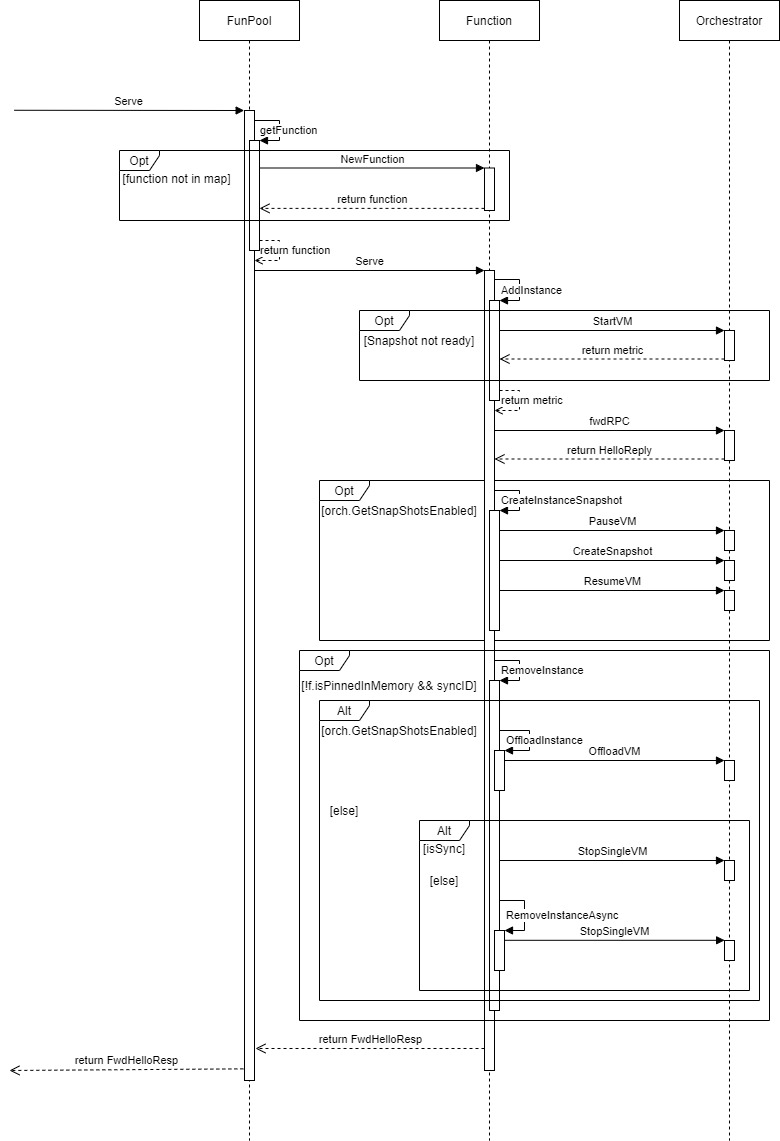 FunPool
Function
Orchestrator
Serve
getFunction
Opt
NewFunction
[function not in map]
return function
return function
Serve
AddInstance
Opt
StartVM
[Snapshot not ready]
return metric
return metric
fwdRPC
return HelloReply
Opt
CreateInstanceSnapshot
[orch.GetSnapShotsEnabled]
PauseVM
CreateSnapshot
ResumeVM
Opt
RemoveInstance
[!f.isPinnedInMemory && syncID]
Alt
[orch.GetSnapShotsEnabled]
OffloadInstance
OffloadVM
[else]
Alt
[isSync]
StopSingleVM
[else]
RemoveInstanceAsync
StopSingleVM
return FwdHelloResp
return FwdHelloResp